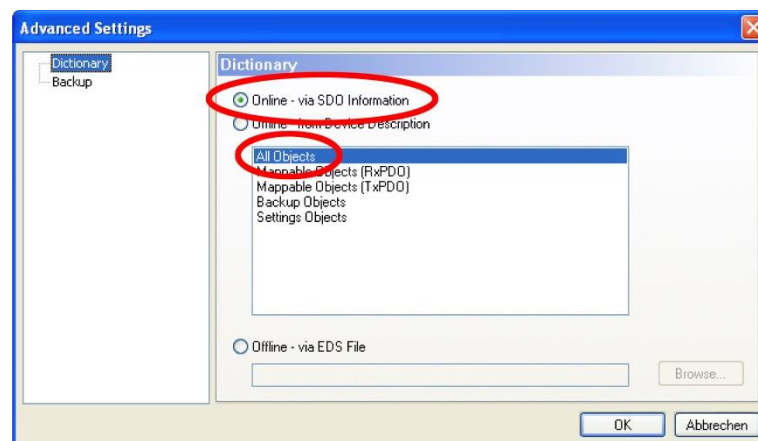 Advanced Settings
Dictionary
Backup
Dictionary
Online - via SDO Information
Offline - from Device Description
All Objects
Mappable Objects (RxPDO)
Mappable Objects (TxPDO)
Backup Objects
Settings Objects
Offline - via EDS File
Browse...
OK
Abbrechen